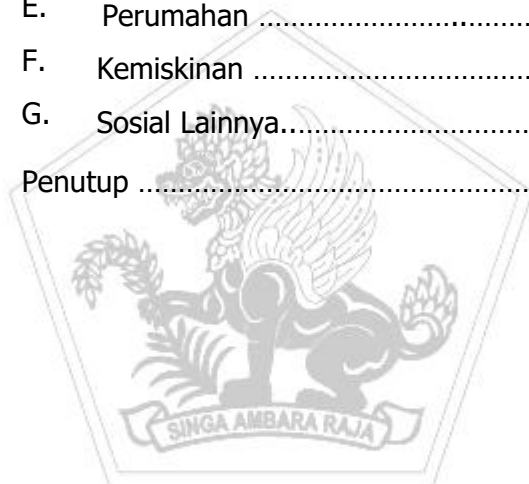 E. Perumahan ..................................
F. Kemiskinan ..................................
G. Sosial Lainnya..................................
Penutup ..................................................
SINGA AMBARA RAJA